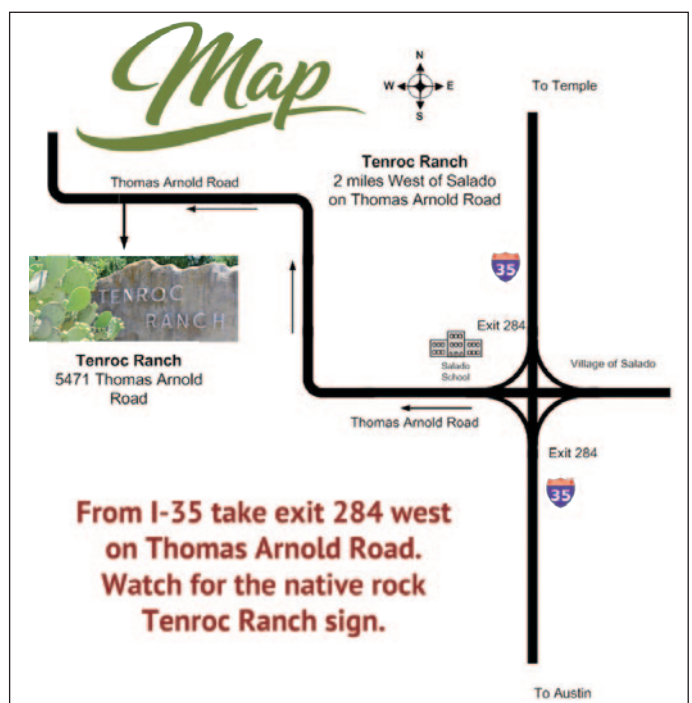 Map
N
W E
S
To Temple
Tenroc Ranch
2 miles West of Salado
on Thomas Arnold Road
Thomas Arnold Road
35
TENROC
RANCH
Tenroc Ranch
5471 Thomas Arnold
Road
Exit 284
Salado
School
Village of Salado
Thomas Arnold Road
Exit 284
35
From I-35 take exit 284 west
on Thomas Arnold Road.
Watch for the native rock
Tenroc Ranch sign.
To Austin